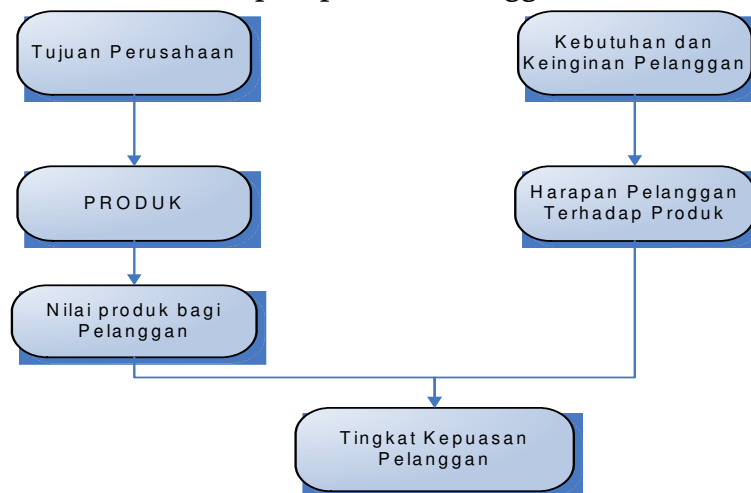 Tujuan Perusahaan
Kebutuhan dan
Keinginan Pelanggan
PRODUK
Harapan Pelanggan
Terhadap Produk
Nilai produk bagi
Pelanggan
Tingkat Kepuasan
Pelanggan